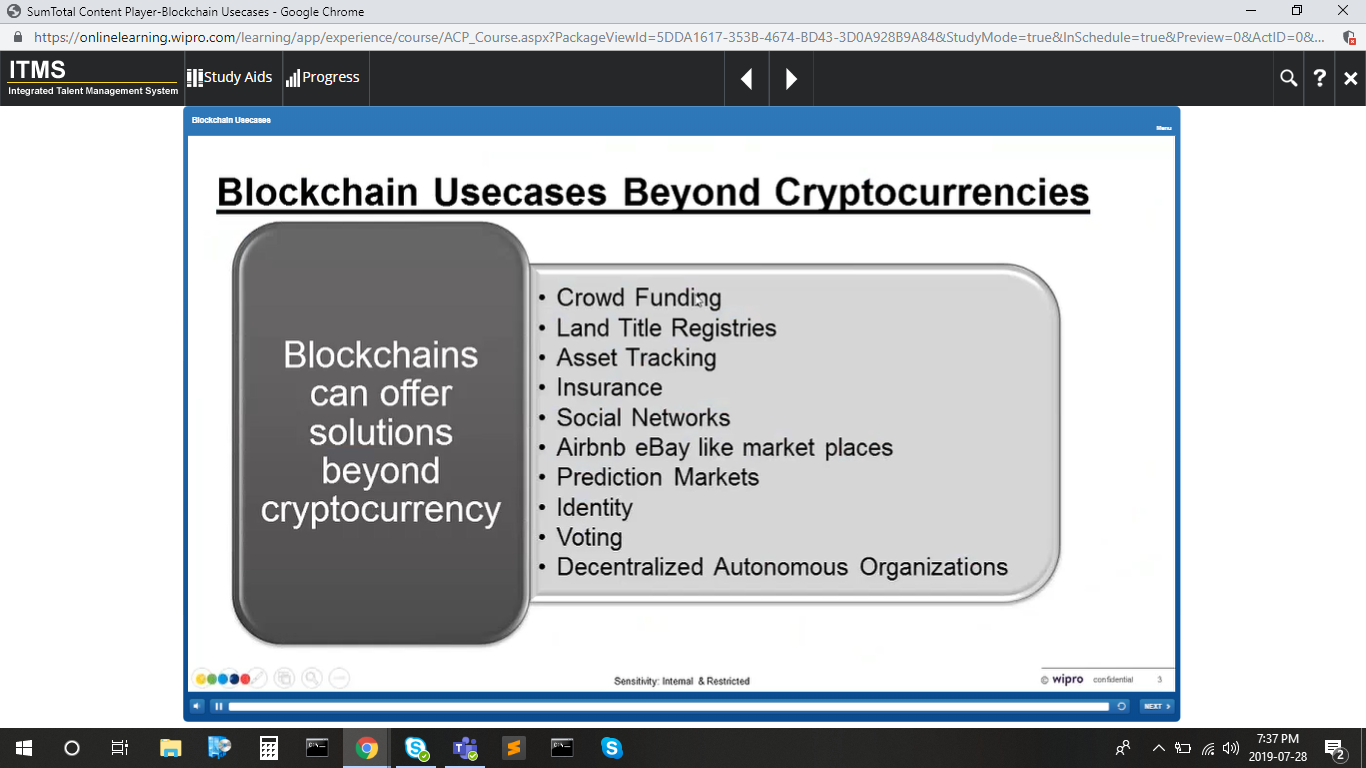 SumTotal Content Player-Blockchain Usecases - Google Chrome
https://onlinelearning.wipro.com/learning/app/experience/course/ACP_Course.aspx?PackageViewId=5DDA1617-353B-4674-BD43-3D0A928B9A84&StudyMode=true&InSchedule=true&Preview=0&ActID=0&...
ITMS
Integrated Talent Management System
Study Aids
Progress
Blockchain Usecases
Menu
Blockchain Usecases Beyond Cryptocurrencies
Blockchains
can offer
solutions
beyond
cryptocurrency
• Crowd Funding
• Land Title Registries
• Asset Tracking
• Insurance
• Social Networks
• Airbnb eBay like market places
• Prediction Markets
• Identity
• Voting
• Decentralized Autonomous Organizations
Sensitivity: Internal & Restricted
© wipro confidential 3
NEXT >
7:37 PM
2019-07-28
2